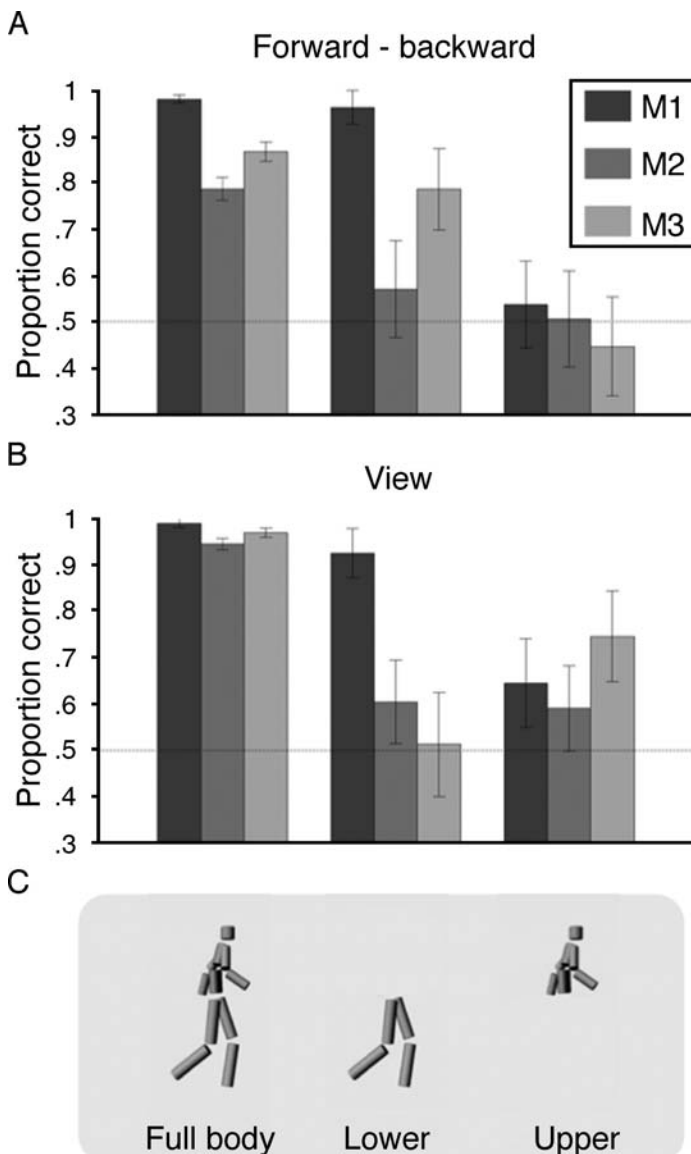 A
Forward - backward
Proportion correct
1
.9
.8
.7
.6
.5
.4
.3
M1
M2
M3
B
View
Proportion correct
1
.9
.8
.7
.6
.5
.4
.3
C
Full body Lower Upper